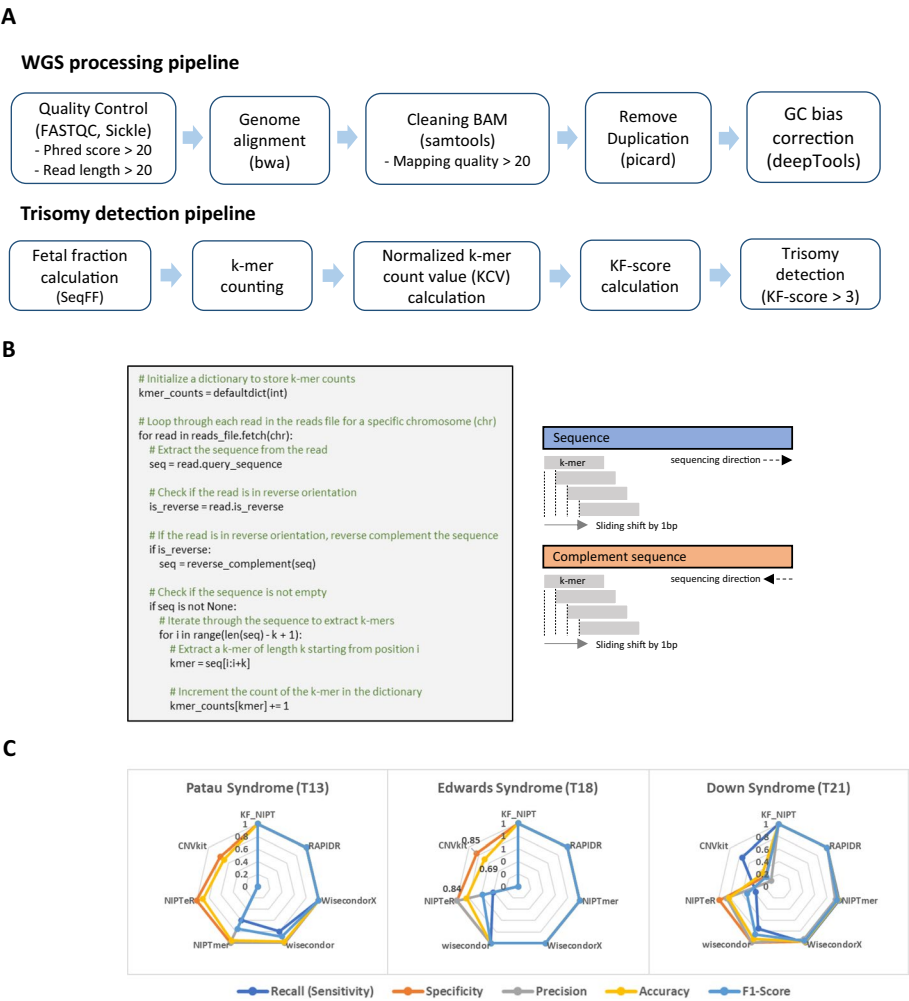 A
WGS processing pipeline
Quality Control
(FASTQC, Sickle)
- Phred score > 20
- Read length > 20
Genome
alignment
(bwa)
Cleaning BAM
(samtools)
- Mapping quality > 20
Remove
Duplication
(picard)
GC bias
correction
(deepTools)
Trisomy detection pipeline
Fetal fraction
calculation
(SeqFF)
k-mer
counting
Normalized k-mer
count value (KCV)
calculation
KF-score
calculation
Trisomy
detection
(KF-score > 3)
B
# Initialize a dictionary to store k-mer counts
kmer_counts = defaultdict(int)
# Loop through each read in the reads file for a specific chromosome (chr)
for read in reads_file.fetch(chr):
# Extract the sequence from the read
seq = read.query_sequence
# Check if the read is in reverse orientation
is_reverse = read.is_reverse
# If the read is in reverse orientation, reverse complement the sequence
if is_reverse:
seq = reverse_complement(seq)
# Check if the sequence is not empty
if seq is not None:
# Iterate through the sequence to extract k-mers
for i in range(len(seq) - k + 1):
# Extract a k-mer of length k starting from position i
kmer = seq[i:i+k]
# Increment the count of the k-mer in the dictionary
kmer_counts[kmer] += 1
Sequence
k-mer
sequencing direction
Sliding shift by 1bp
Complement sequence
k-mer
sequencing direction
Sliding shift by 1bp
C
Patau Syndrome (T13)
KF_NIPT
RAPIDR
WisecondorX
wisecondor
NIPTmer
NIPTeR
CNVkit
1
0.8
0.6
0.4
0.2
0
Edwards Syndrome (T18)
KF_NIPT
RAPIDR
NIPTmer
WisecondorX
wisecondor
NIPTeR
CNVkit
1
1
1
0
0
0
0.85
0.69
0.84
Down Syndrome (T21)
KF_NIPT
RAPIDR
NIPTmer
WisecondorX
wisecondor
NIPTeR
CNVkit
1
0.8
0.6
0.4
0.2
0
Recall (Sensitivity)
Specificity
Precision
Accuracy
F1-Score